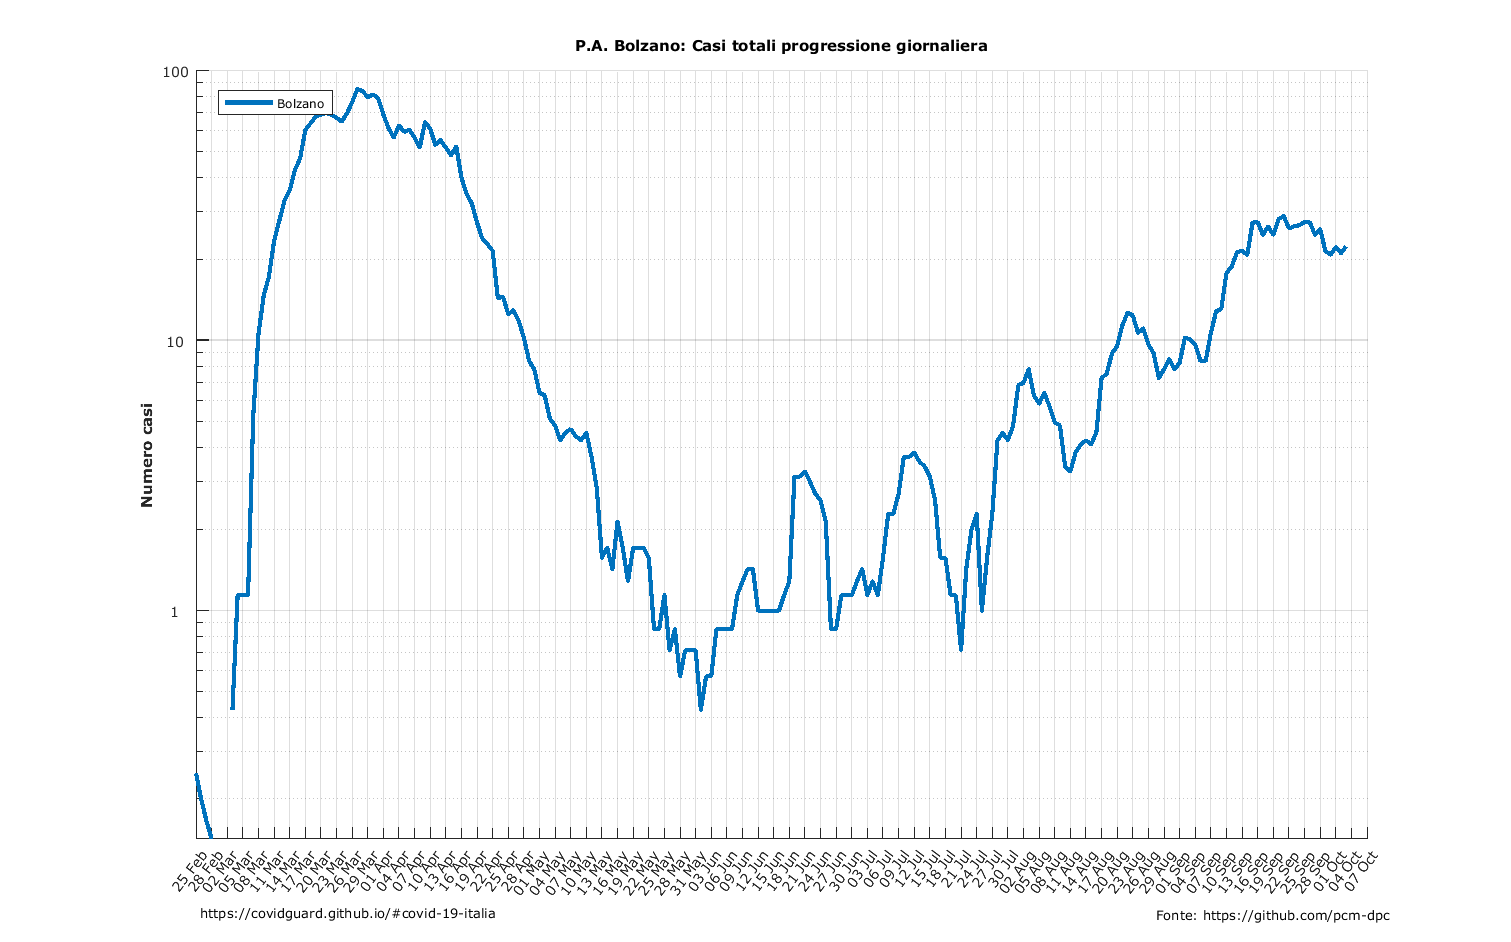 P.A. Bolzano: Casi totali progressione giornaliera
100
Bolzano
10
Numero casi
1
25 Feb
28 Feb
02 Mar
05 Mar
08 Mar
11 Mar
14 Mar
17 Mar
20 Mar
23 Mar
26 Mar
29 Mar
01 Apr
04 Apr
07 Apr
10 Apr
13 Apr
16 Apr
19 Apr
22 Apr
25 Apr
28 Apr
01 May
04 May
07 May
10 May
13 May
16 May
19 May
22 May
25 May
28 May
31 May
03 Jun
06 Jun
09 Jun
12 Jun
15 Jun
18 Jun
21 Jun
24 Jun
27 Jun
30 Jun
03 Jul
06 Jul
09 Jul
12 Jul
15 Jul
18 Jul
21 Jul
24 Jul
27 Jul
30 Jul
02 Aug
05 Aug
08 Aug
11 Aug
14 Aug
17 Aug
20 Aug
23 Aug
26 Aug
29 Aug
01 Sep
04 Sep
07 Sep
10 Sep
13 Sep
16 Sep
19 Sep
22 Sep
25 Sep
28 Sep
01 Oct
04 Oct
07 Oct
https://covidguard.github.io/#covid-19-italia
Fonte: https://github.com/pcm-dpc